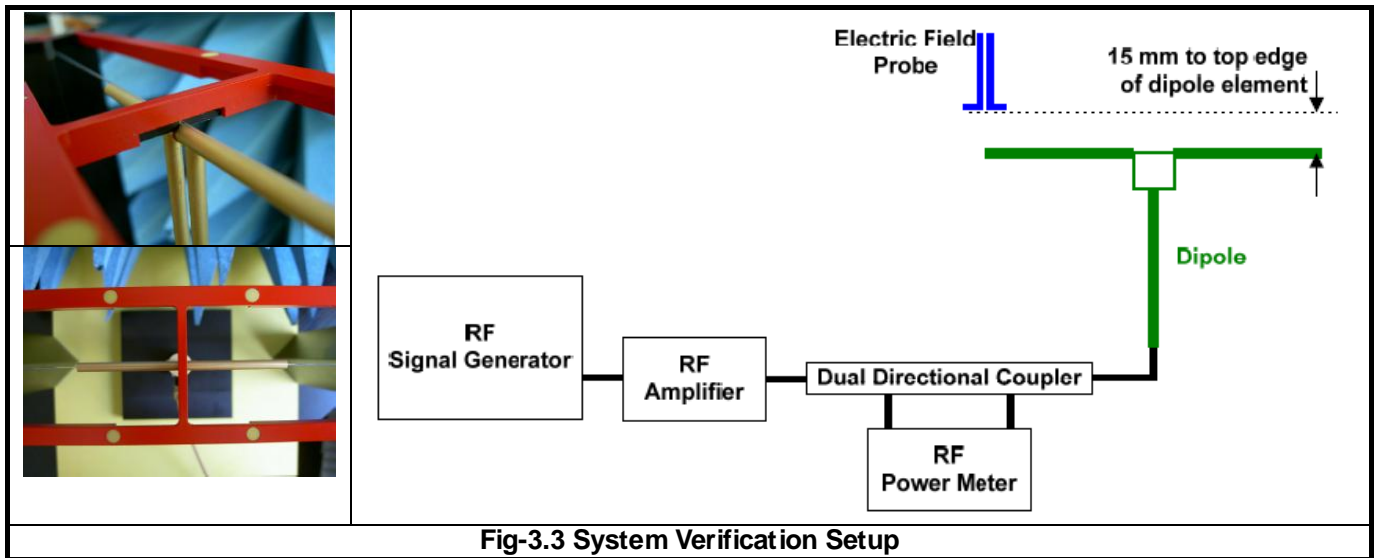 Electric Field
Probe
15 mm to top edge
of dipole element
Dipole
RF
Signal Generator
RF
Amplifier
Dual Directional Coupler
RF
Power Meter
Fig-3.3 System Verification Setup